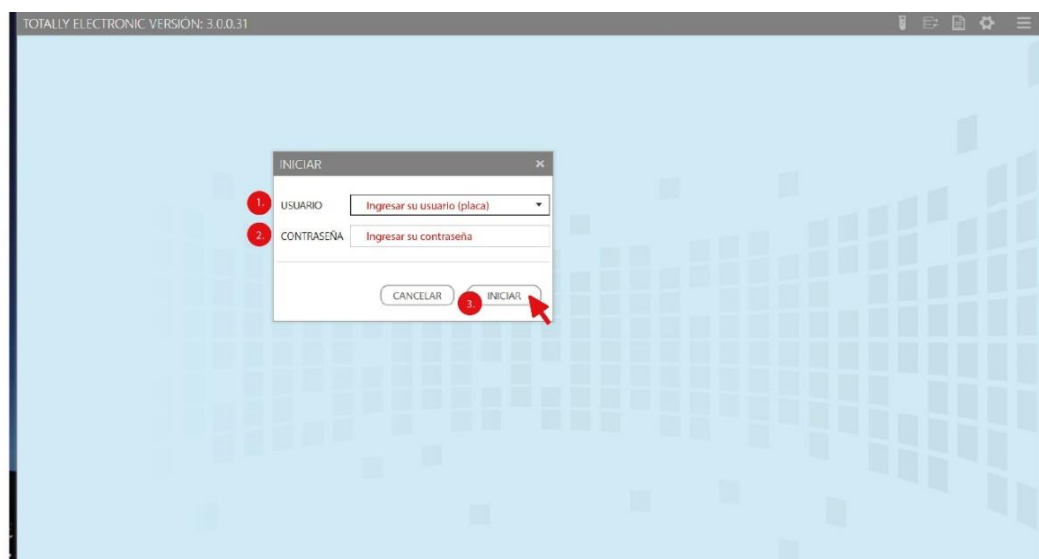 TOTALLY ELECTRONIC VERSIÓN: 3.0.0.31
INICIAR ×
1. USUARIO Ingresar su usuario (placa)
2. CONTRASEÑA Ingresar su contraseña
CANCELAR 3. INICIAR